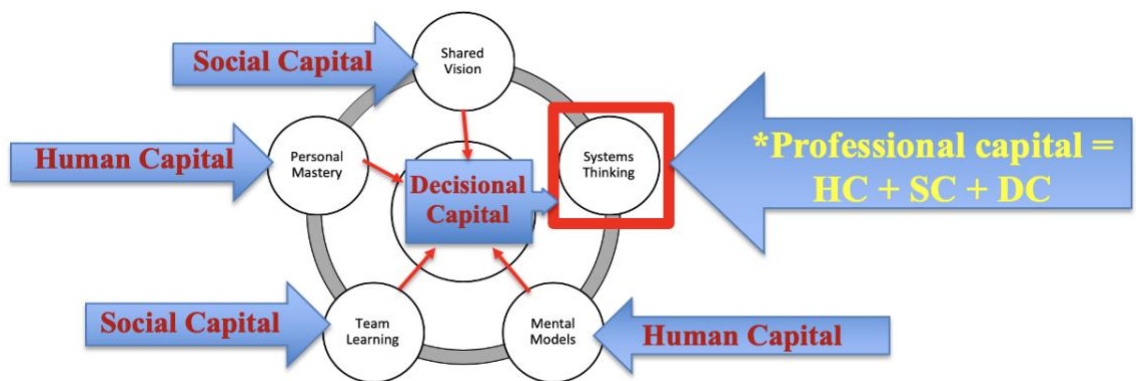 Shared
Vision
Social Capital
Human Capital
Personal
Mastery
Decisional
Capital
Systems
Thinking
*Professional capital =
HC + SC + DC
Social Capital
Team
Learning
Mental
Models
Human Capital